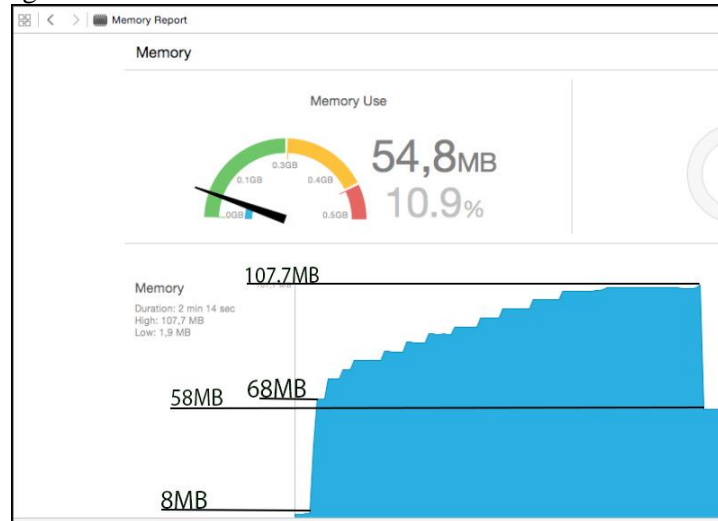 Memory Report
Memory
Memory Use
0GB
0.1GB
0.3GB
0.4GB
0.5GB
54,8MB
10.9%
107.7MB
Memory
Duration: 2 min 14 sec
High: 107,7 MB
Low: 1,9 MB
68MB
58MB
8MB